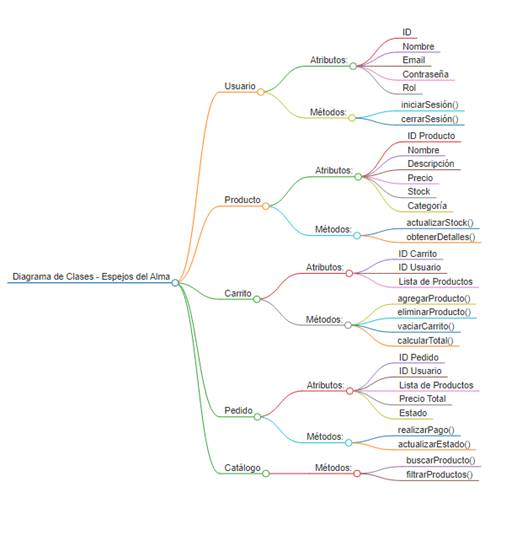 Diagrama de Clases - Espejos del Alma
Usuario
Atributos:
ID
Nombre
Email
Contraseña
Rol
Métodos:
iniciarSesión()
cerrarSesión()
Producto
Atributos:
ID Producto
Nombre
Descripción
Precio
Stock
Categoría
Métodos:
actualizarStock()
obtenerDetalles()
Carrito
Atributos:
ID Carrito
ID Usuario
Lista de Productos
Métodos:
agregarProducto()
eliminarProducto()
vaciarCarrito()
calcularTotal()
Pedido
Atributos:
ID Pedido
ID Usuario
Lista de Productos
Precio Total
Estado
Métodos:
realizarPago()
actualizarEstado()
Catálogo
Métodos:
buscarProducto()
filtrarProductos()